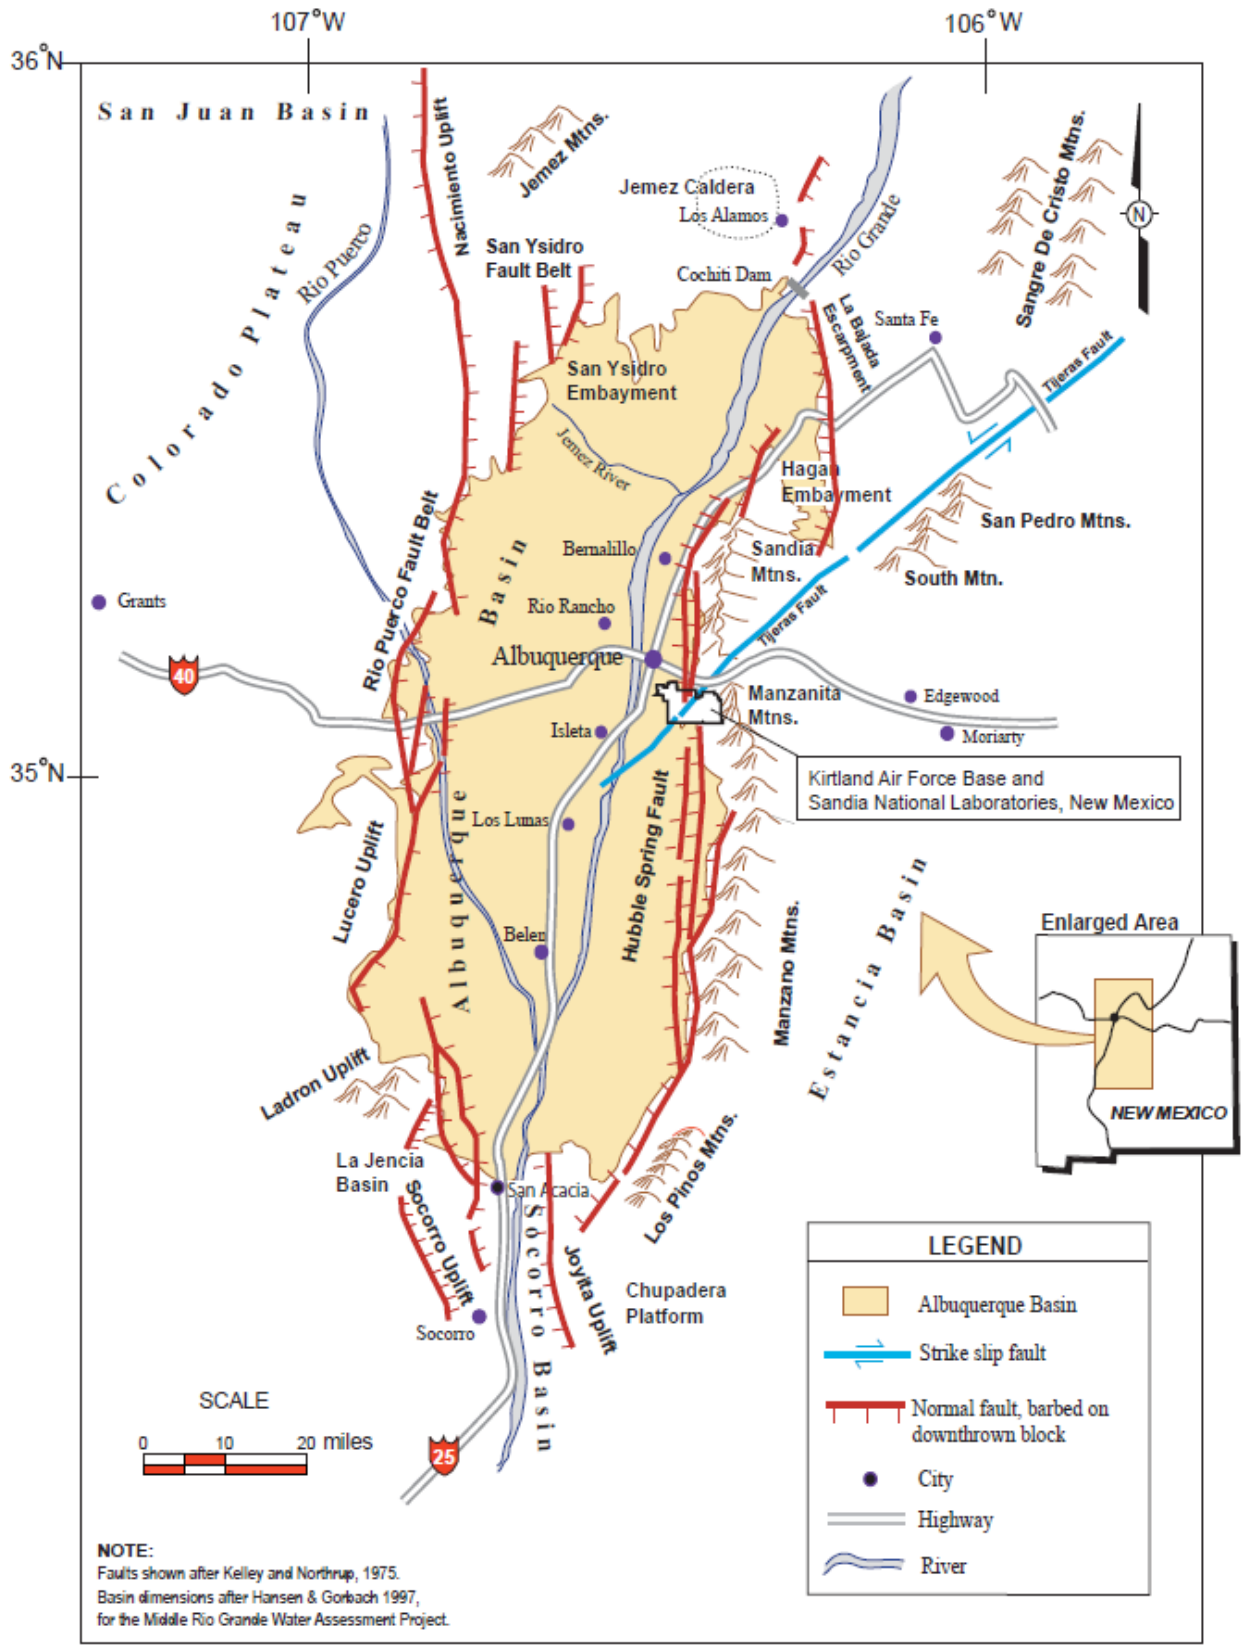 107°W
106°W
36°N
San Juan Basin
Nacimiento Uplift
Jemez Mtns.
Sangre De Cristo Mtns.
Jemez Caldera
Los Alamos
N
Colorado Plateau
Rio Puerco
San Ysidro
Fault Belt
Rio Grande
Cochiti Dam
La Bajada
Escarpment
Santa Fe
Tijeras Fault
San Ysidro
Embayment
Jemez River
Hagan
Embayment
San Pedro Mtns.
Rio Puerco Fault Belt
Bernalillo
Sandia
Mtns.
South Mtn.
Grants
Rio Rancho
Tijeras Fault
Albuquerque
40
Manzanita
Mtns.
Edgewood
Isleta
Moriarty
35°N
Kirtland Air Force Base and
Sandia National Laboratories, New Mexico
Los Lunas
Albuquerque Basin
Hubble Spring Fault
Lucero Uplift
Belen
Manzano Mtns.
Estancia Basin
Enlarged Area
NEW MEXICO
Ladron Uplift
La Jencia
Basin
San Acacia
Los Pinos Mtns.
Socorro Uplift
Socorro Basin
Joyita Uplift
Chupadera
Platform
Socorro
LEGEND
Albuquerque Basin
Strike slip fault
Normal fault, barbed on
downthrown block
City
Highway
River
SCALE
0 10 20 miles
25
NOTE:
Faults shown after Kelley and Northrup, 1975.
Basin dimensions after Hansen & Gorbach 1997,
for the Middle Rio Grande Water Assessment Project.